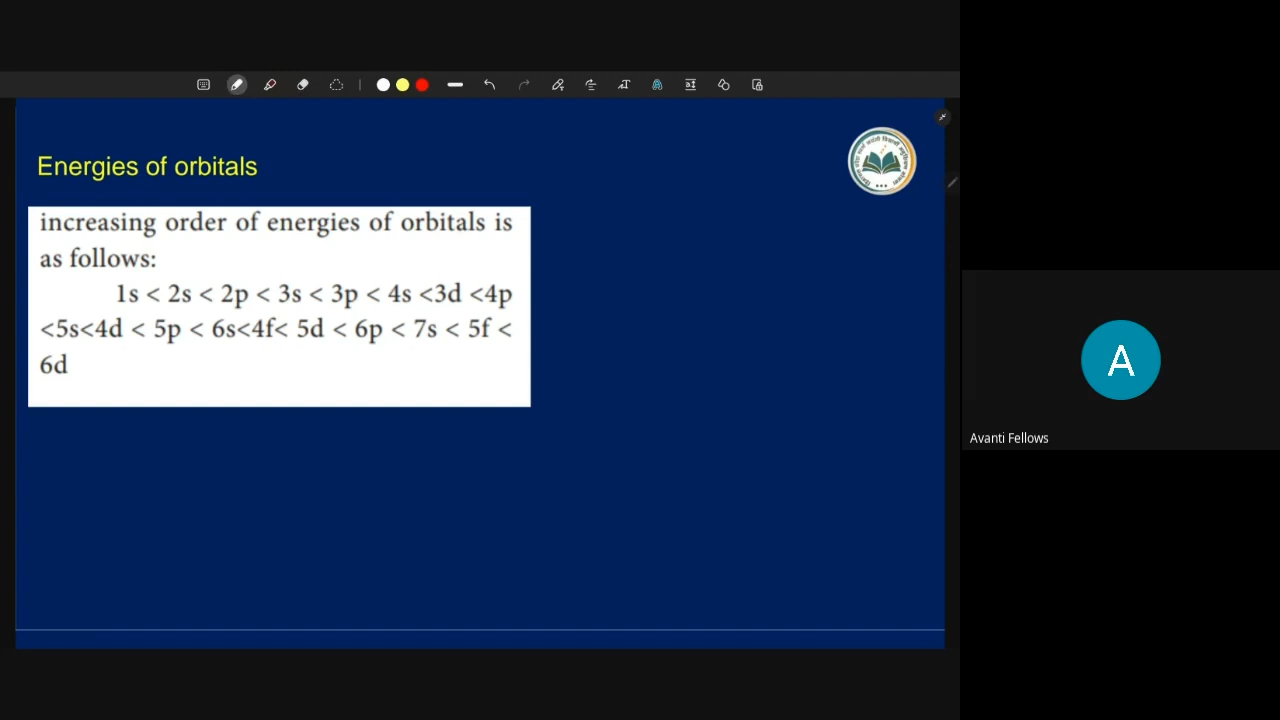 Energies of orbitals
increasing order of energies of orbitals is
as follows:
1s < 2s < 2p < 3s < 3p < 4s <3d <4p
<5s<4d < 5p < 6s<4f< 5d < 6p < 7s < 5f <
6d
A
Avanti Fellows